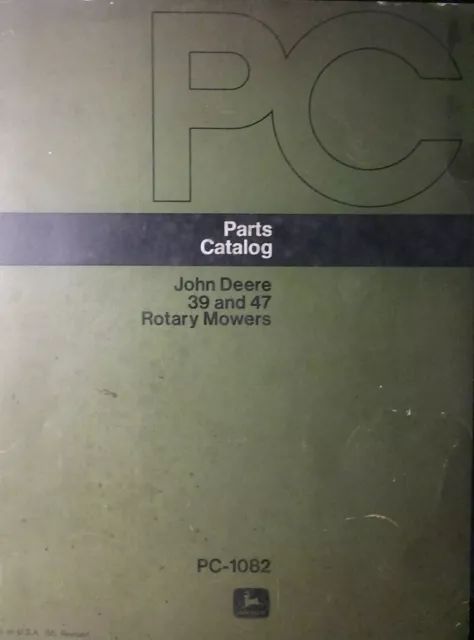 PC
Parts
Catalog
John Deere
39 and 47
Rotary Mowers
PC-1082
U.S.A.